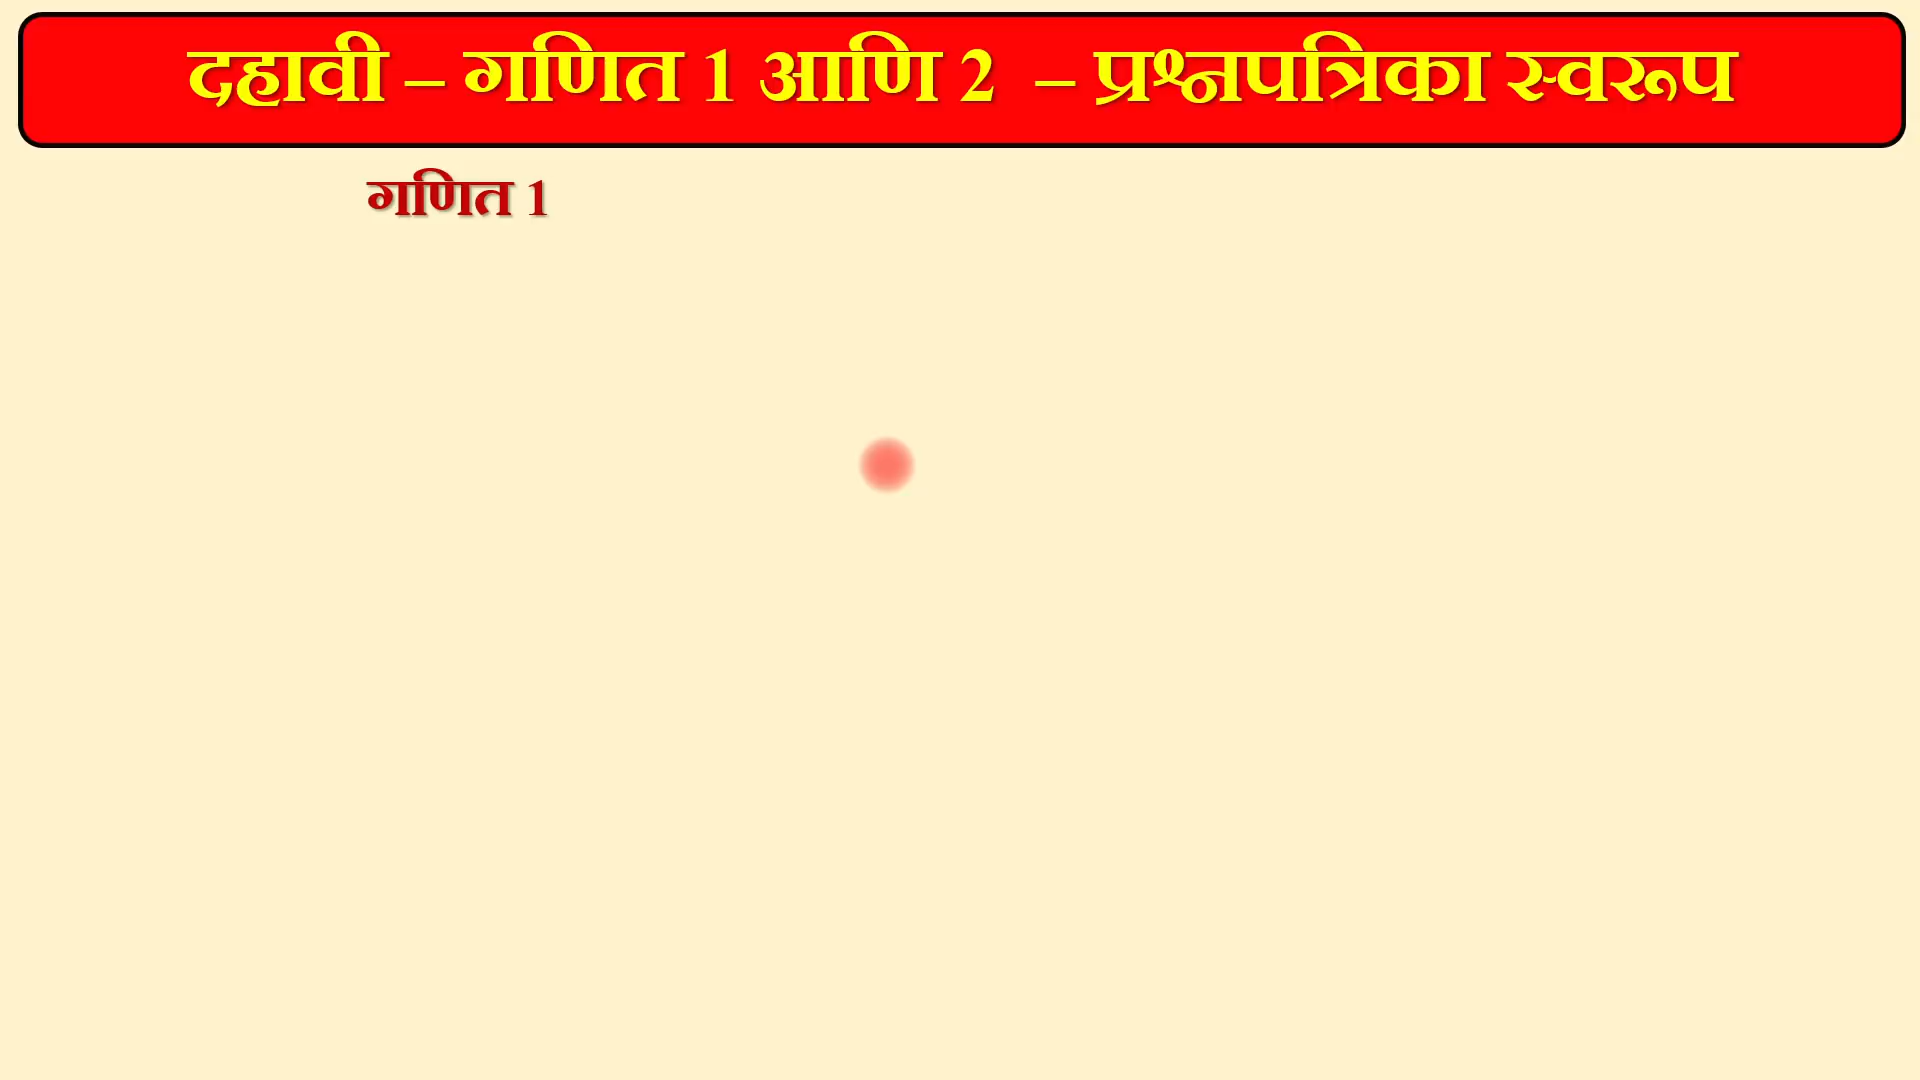 दहावी – गणित 1 आणि 2 – प्रश्नपत्रिका स्वरूप
गणित 1